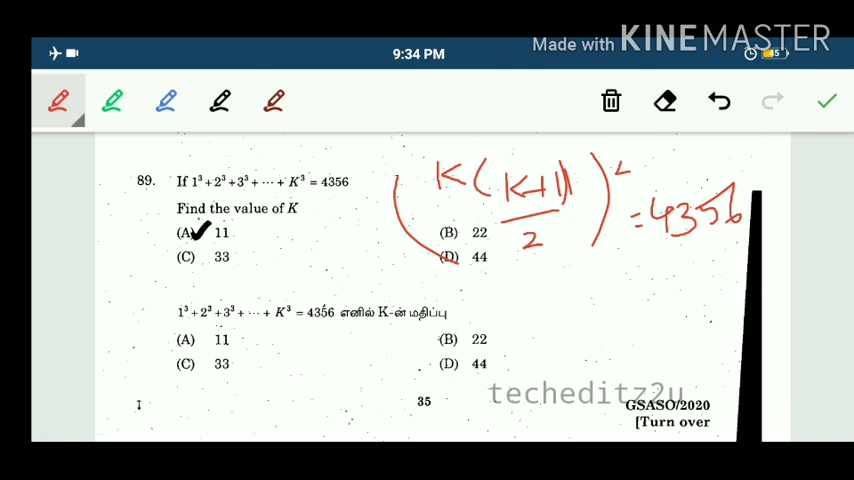 Made with KINEMASTER
9:34 PM
45
89. If 1³ + 2³ + 3³ + ··· + K³ = 4356
Find the value of K
(A) 11 (B) 22
(C) 33 (D) 44
(K(K+1)/2)² = 4356
1³ + 2³ + 3³ + ··· + K³ = 4356 எனில் K-ன் மதிப்பு
(A) 11 (B) 22
(C) 33 (D) 44
techeditz2u
I 35 GSASO/2020
[Turn over